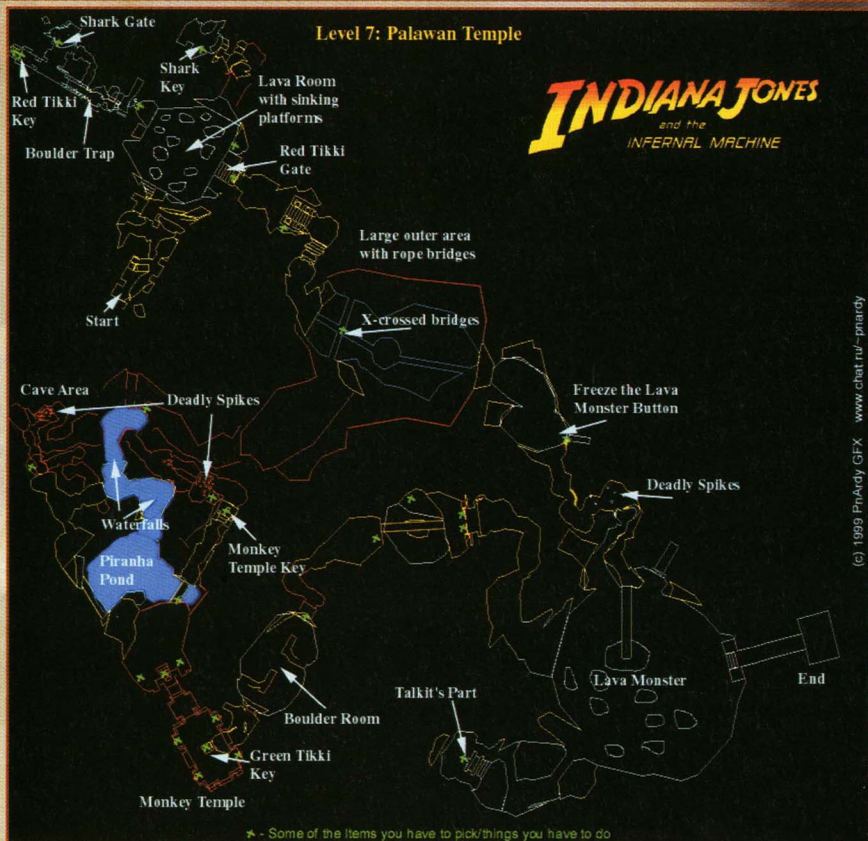 Level 7: Palawan Temple
INDIANA JONES
and the
INFERNAL MACHINE
Shark Gate
Shark
Key
Lava Room
with sinking
platforms
Red Tikki
Key
Boulder Trap
Red Tikki
Gate
Large outer area
with rope bridges
Start
X-crossed bridges
Cave Area
Deadly Spikes
Freeze the Lava
Monster Button
Deadly Spikes
Waterfalls
Monkey
Temple Key
Piranha
Pond
Lava Monster
End
Talkit's Part
Boulder Room
Green Tikki
Key
Monkey Temple
- Some of the Items you have to pick/things you have to do
(c) 1999 PnArdy GFX www.chat.ru/~pnardy